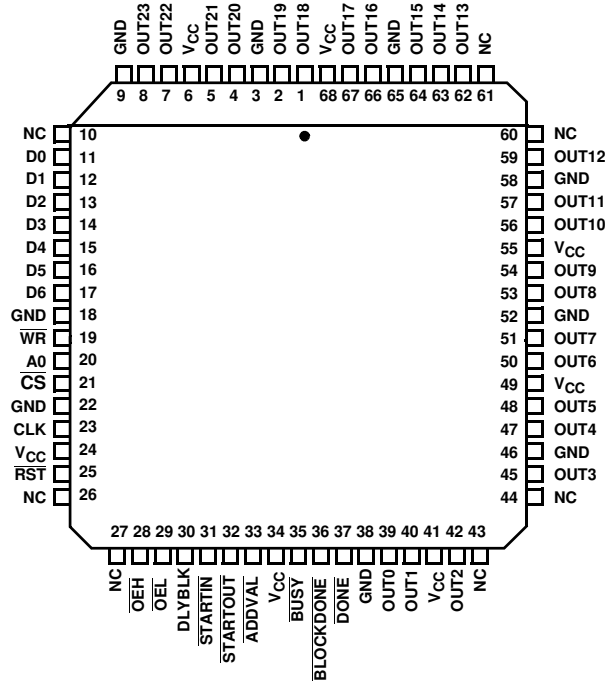 GND OUT23 OUT22 VCC OUT21 OUT20 GND OUT19 OUT18 VCC OUT17 OUT16 GND OUT15 OUT14 OUT13 NC
9 8 7 6 5 4 3 2 1 68 67 66 65 64 63 62 61
NC 10 60 NC
D0 11 59 OUT12
D1 12 58 GND
D2 13 57 OUT11
D3 14 56 OUT10
D4 15 55 VCC
D5 16 54 OUT9
D6 17 53 OUT8
GND 18 52 GND
WR 19 51 OUT7
A0 20 50 OUT6
CS 21 49 VCC
GND 22 48 OUT5
CLK 23 47 OUT4
VCC 24 46 GND
RST 25 45 OUT3
NC 26 44 NC
27 28 29 30 31 32 33 34 35 36 37 38 39 40 41 42 43
NC OEH OEL DLYBLK STARTIN STARTOUT ADDVAL VCC BUSY BLOCKDONE DONE GND OUT0 OUT1 VCC OUT2 NC